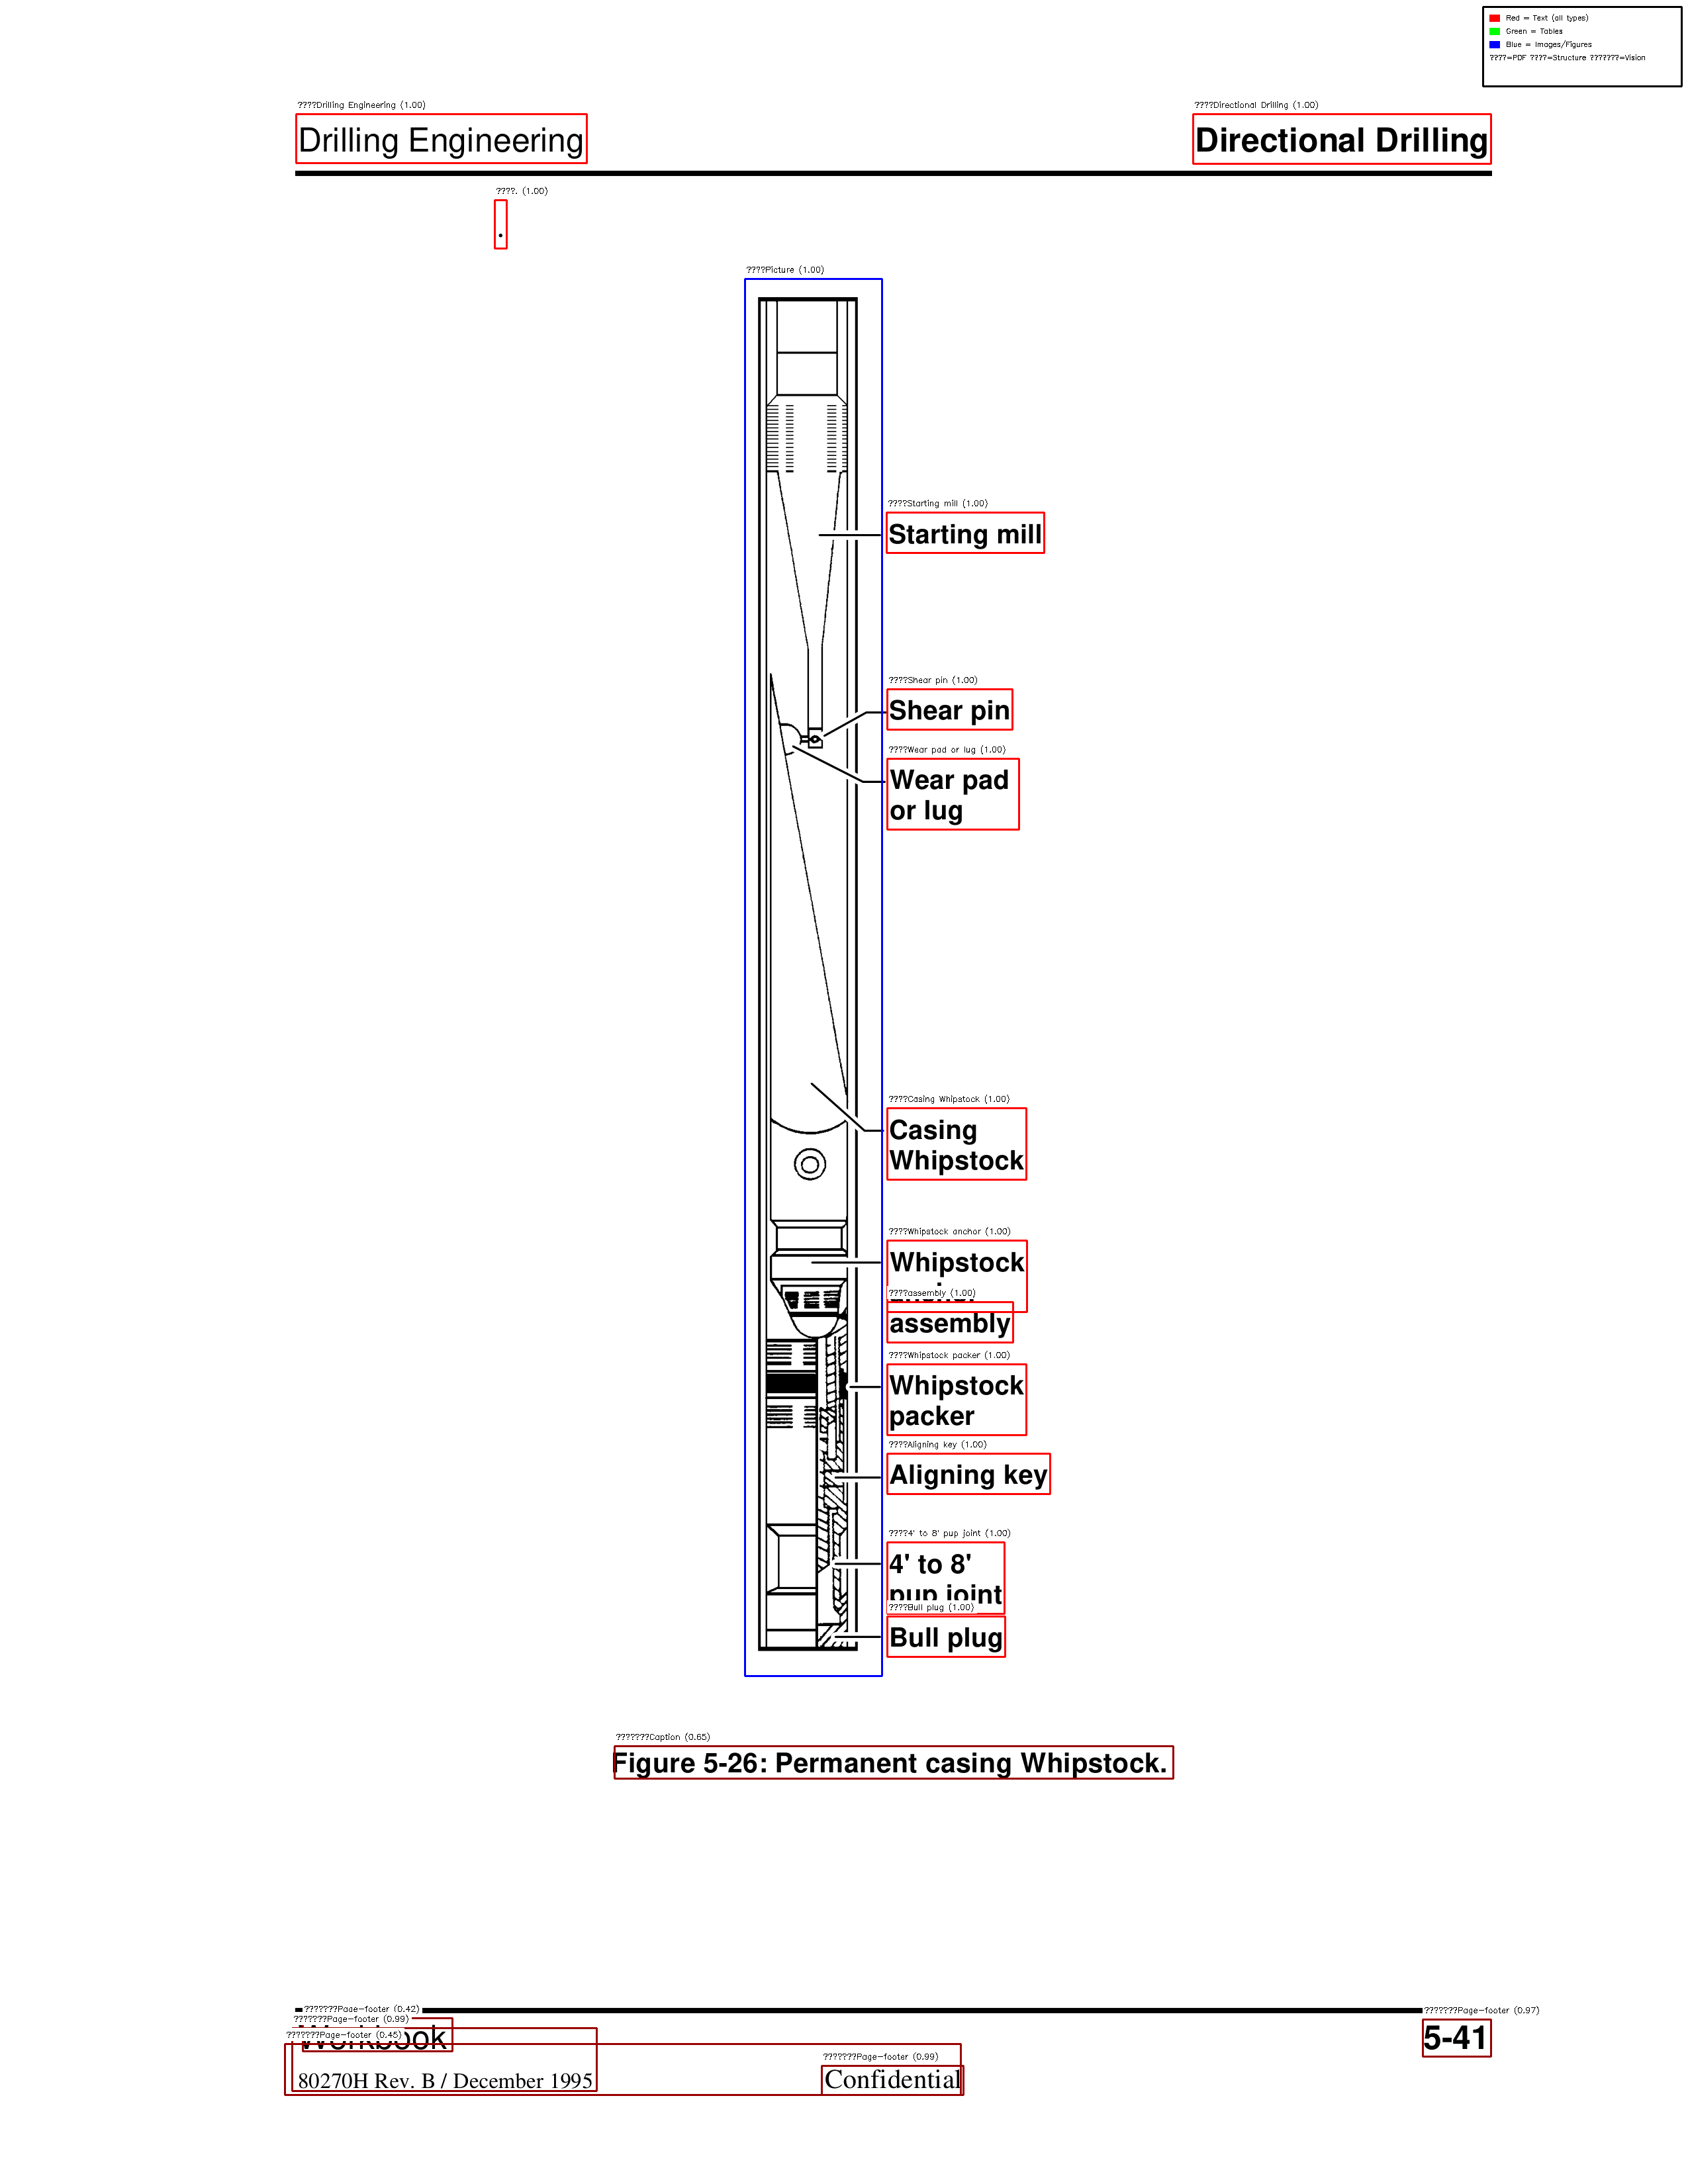 Red = Text (all types)
Green = Tables
Blue = Images/Figures
????=PDF ????=Structure ???????=Vision
????Drilling Engineering (1.00)
Drilling Engineering
????Directional Drilling (1.00)
Directional Drilling
????. (1.00)
.
????Picture (1.00)
????Starting mill (1.00)
Starting mill
????Shear pin (1.00)
Shear pin
????Wear pad or lug (1.00)
Wear pad
or lug
????Casing Whipstock (1.00)
Casing
Whipstock
????Whipstock anchor (1.00)
Whipstock
????assembly (1.00)
assembly
????Whipstock packer (1.00)
Whipstock
packer
????Aligning key (1.00)
Aligning key
????4' to 8' pup joint (1.00)
4' to 8'
pup joint
????Bull plug (1.00)
Bull plug
???????Caption (0.65)
Figure 5-26: Permanent casing Whipstock.
???????Page-footer (0.42)
???????Page-footer (0.97)
???????Page-footer (0.99)
Workbook
5-41
???????Page-footer (0.45)
???????Page-footer (0.99)
80270H Rev. B / December 1995
Confidential